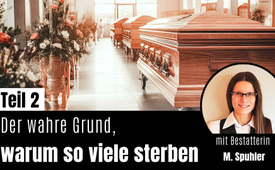 Teil 2
Der wahre Grund,
warum so viele sterben
mit Bestatterin
M. Spuhler